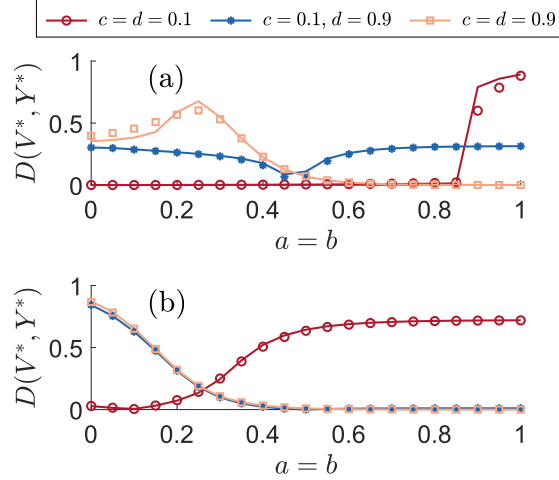 c = d = 0.1 c = 0.1, d = 0.9 c = d = 0.9
(a)
D(V*, Y*)
1
0.5
0
0 0.2 0.4 0.6 0.8 1
a = b
(b)
D(V*, Y*)
1
0.5
0
0 0.2 0.4 0.6 0.8 1
a = b